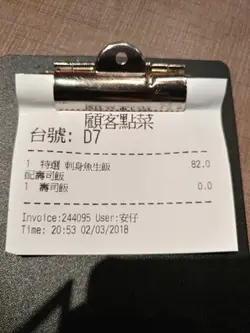 顧客點菜
台號: D7
1 特選 刺身魚生飯 82.0
配壽司飯
1 壽司飯 0.0
Invoice:244095 User:安仔
Time: 20:53 02/03/2018